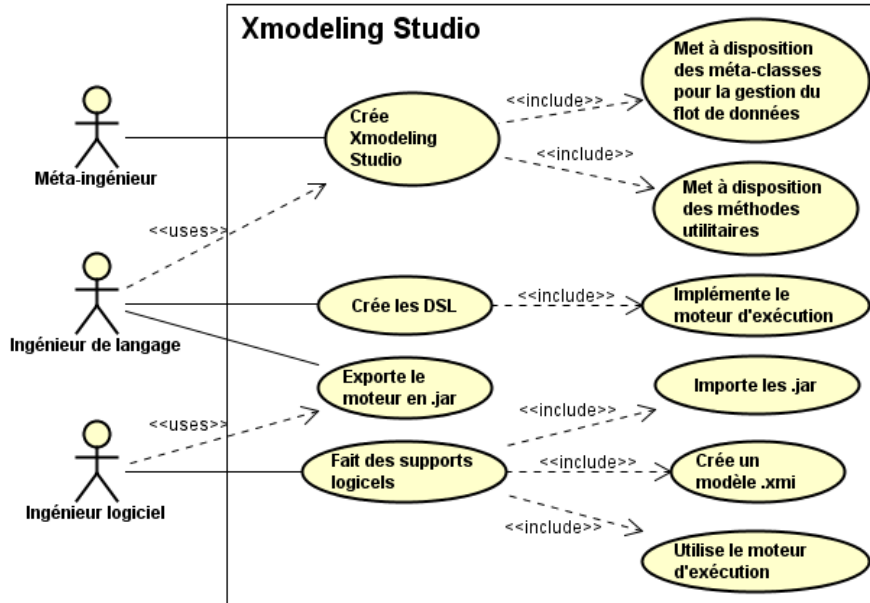 Xmodeling Studio
Met à disposition
des méta-classes
pour la gestion du
flot de données
<<include>>
Crée
Xmodeling
Studio
<<include>>
Méta-ingénieur
Met à disposition
des méthodes
utilitaires
<<uses>>
Crée les DSL
<<include>>
Implémente le
moteur d'exécution
Ingénieur de langage
Exporte le
moteur en .jar
Importe les .jar
<<uses>>
<<include>>
Fait des supports
logicels
<<include>>
Crée un
modèle .xmi
Ingénieur logiciel
<<include>>
Utilise le moteur
d'exécution